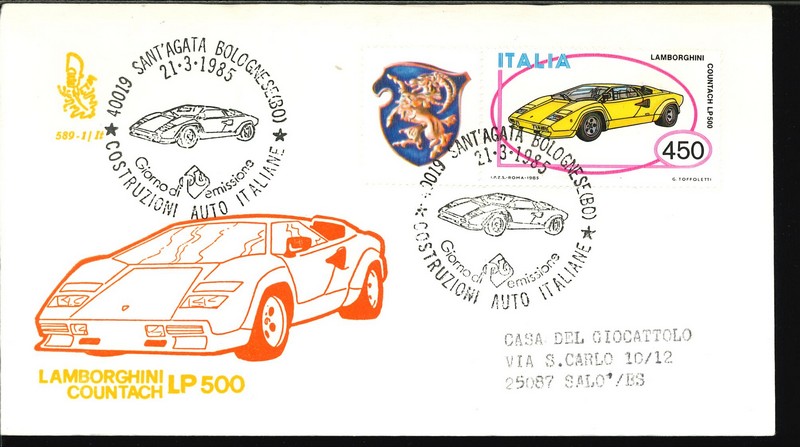 589-I/It
★ 40019 SANT'AGATA BOLOGNESE(BO) ★
21·3·1985
Giorno di emissione
COSTRUZIONI AUTO ITALIANE
ITALIA
LAMBORGHINI
COUNTACH LP 500
450
I.P.Z.S.-ROMA-1985
G. TOFFOLETTI
★ 40019 SANT'AGATA BOLOGNESE(BO) ★
21·3·1985
Giorno di emissione
COSTRUZIONI AUTO ITALIANE
LAMBORGHINI
COUNTACH LP 500
CASA DEL GIOCATTOLO
VIA S.CARLO 10/12
25087 SALO'/BS